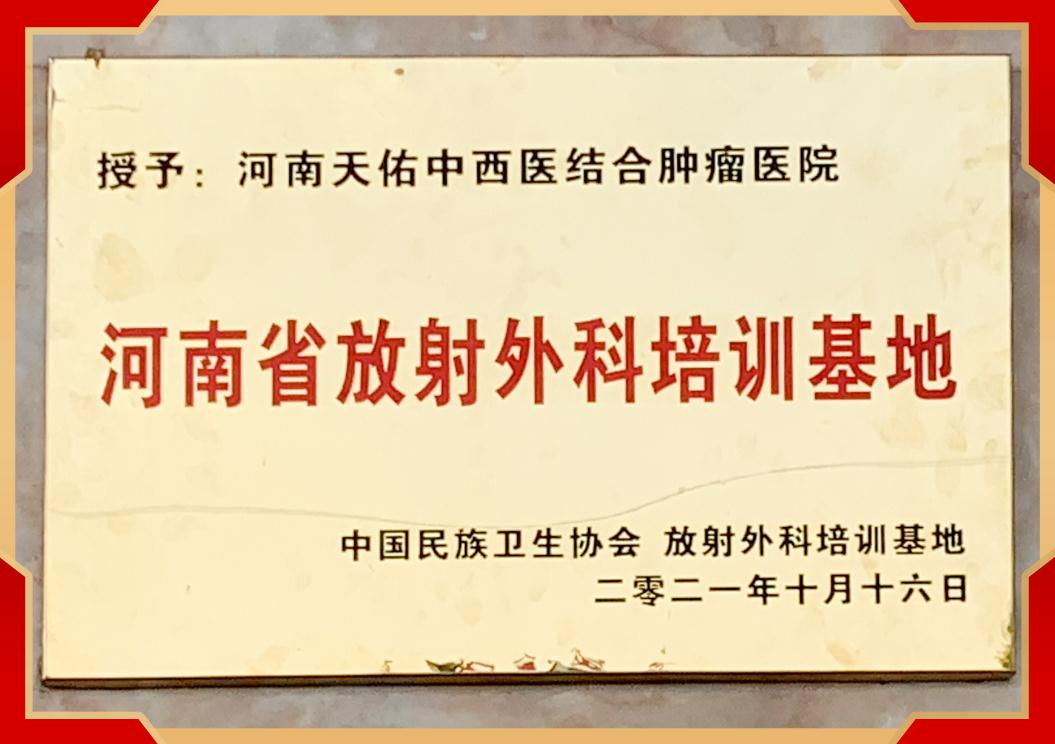 授予：河南天佑中西医结合肿瘤医院
河南省放射外科培训基地
中国民族卫生协会 放射外科培训基地
二零二一年十月十六日